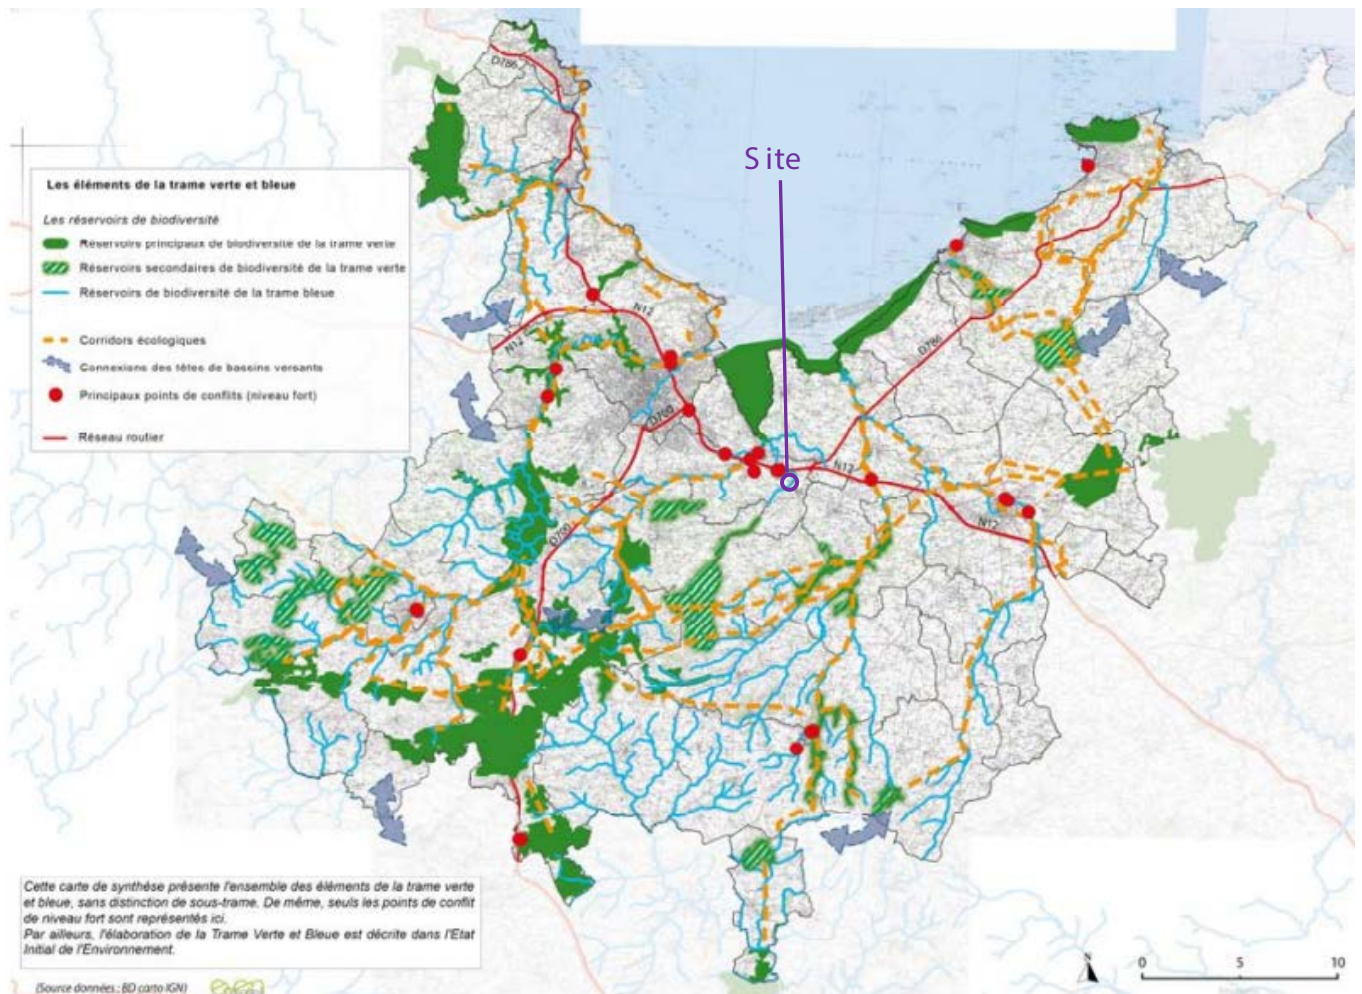 D786
Site
Les éléments de la trame verte et bleue
Les réservoirs de biodiversité
Réservoirs principaux de biodiversité de la trame verte
Réservoirs secondaires de biodiversité de la trame verte
Réservoirs de biodiversité de la trame bleue
Corridors écologiques
Connexions des têtes de bassins versants
Principaux points de conflits (niveau fort)
Réseau routier
N12
N12
D786
D700
N12
N12
D700
Cette carte de synthèse présente l'ensemble des éléments de la trame verte
et bleue, sans distinction de sous-trame. De même, seuls les points de conflit
de niveau fort sont représentés ici.
Par ailleurs, l'élaboration de la Trame Verte et Bleue est décrite dans l'Etat
Initial de l'Environnement.
N
0 5 10
(Source données : BD carto IGN)